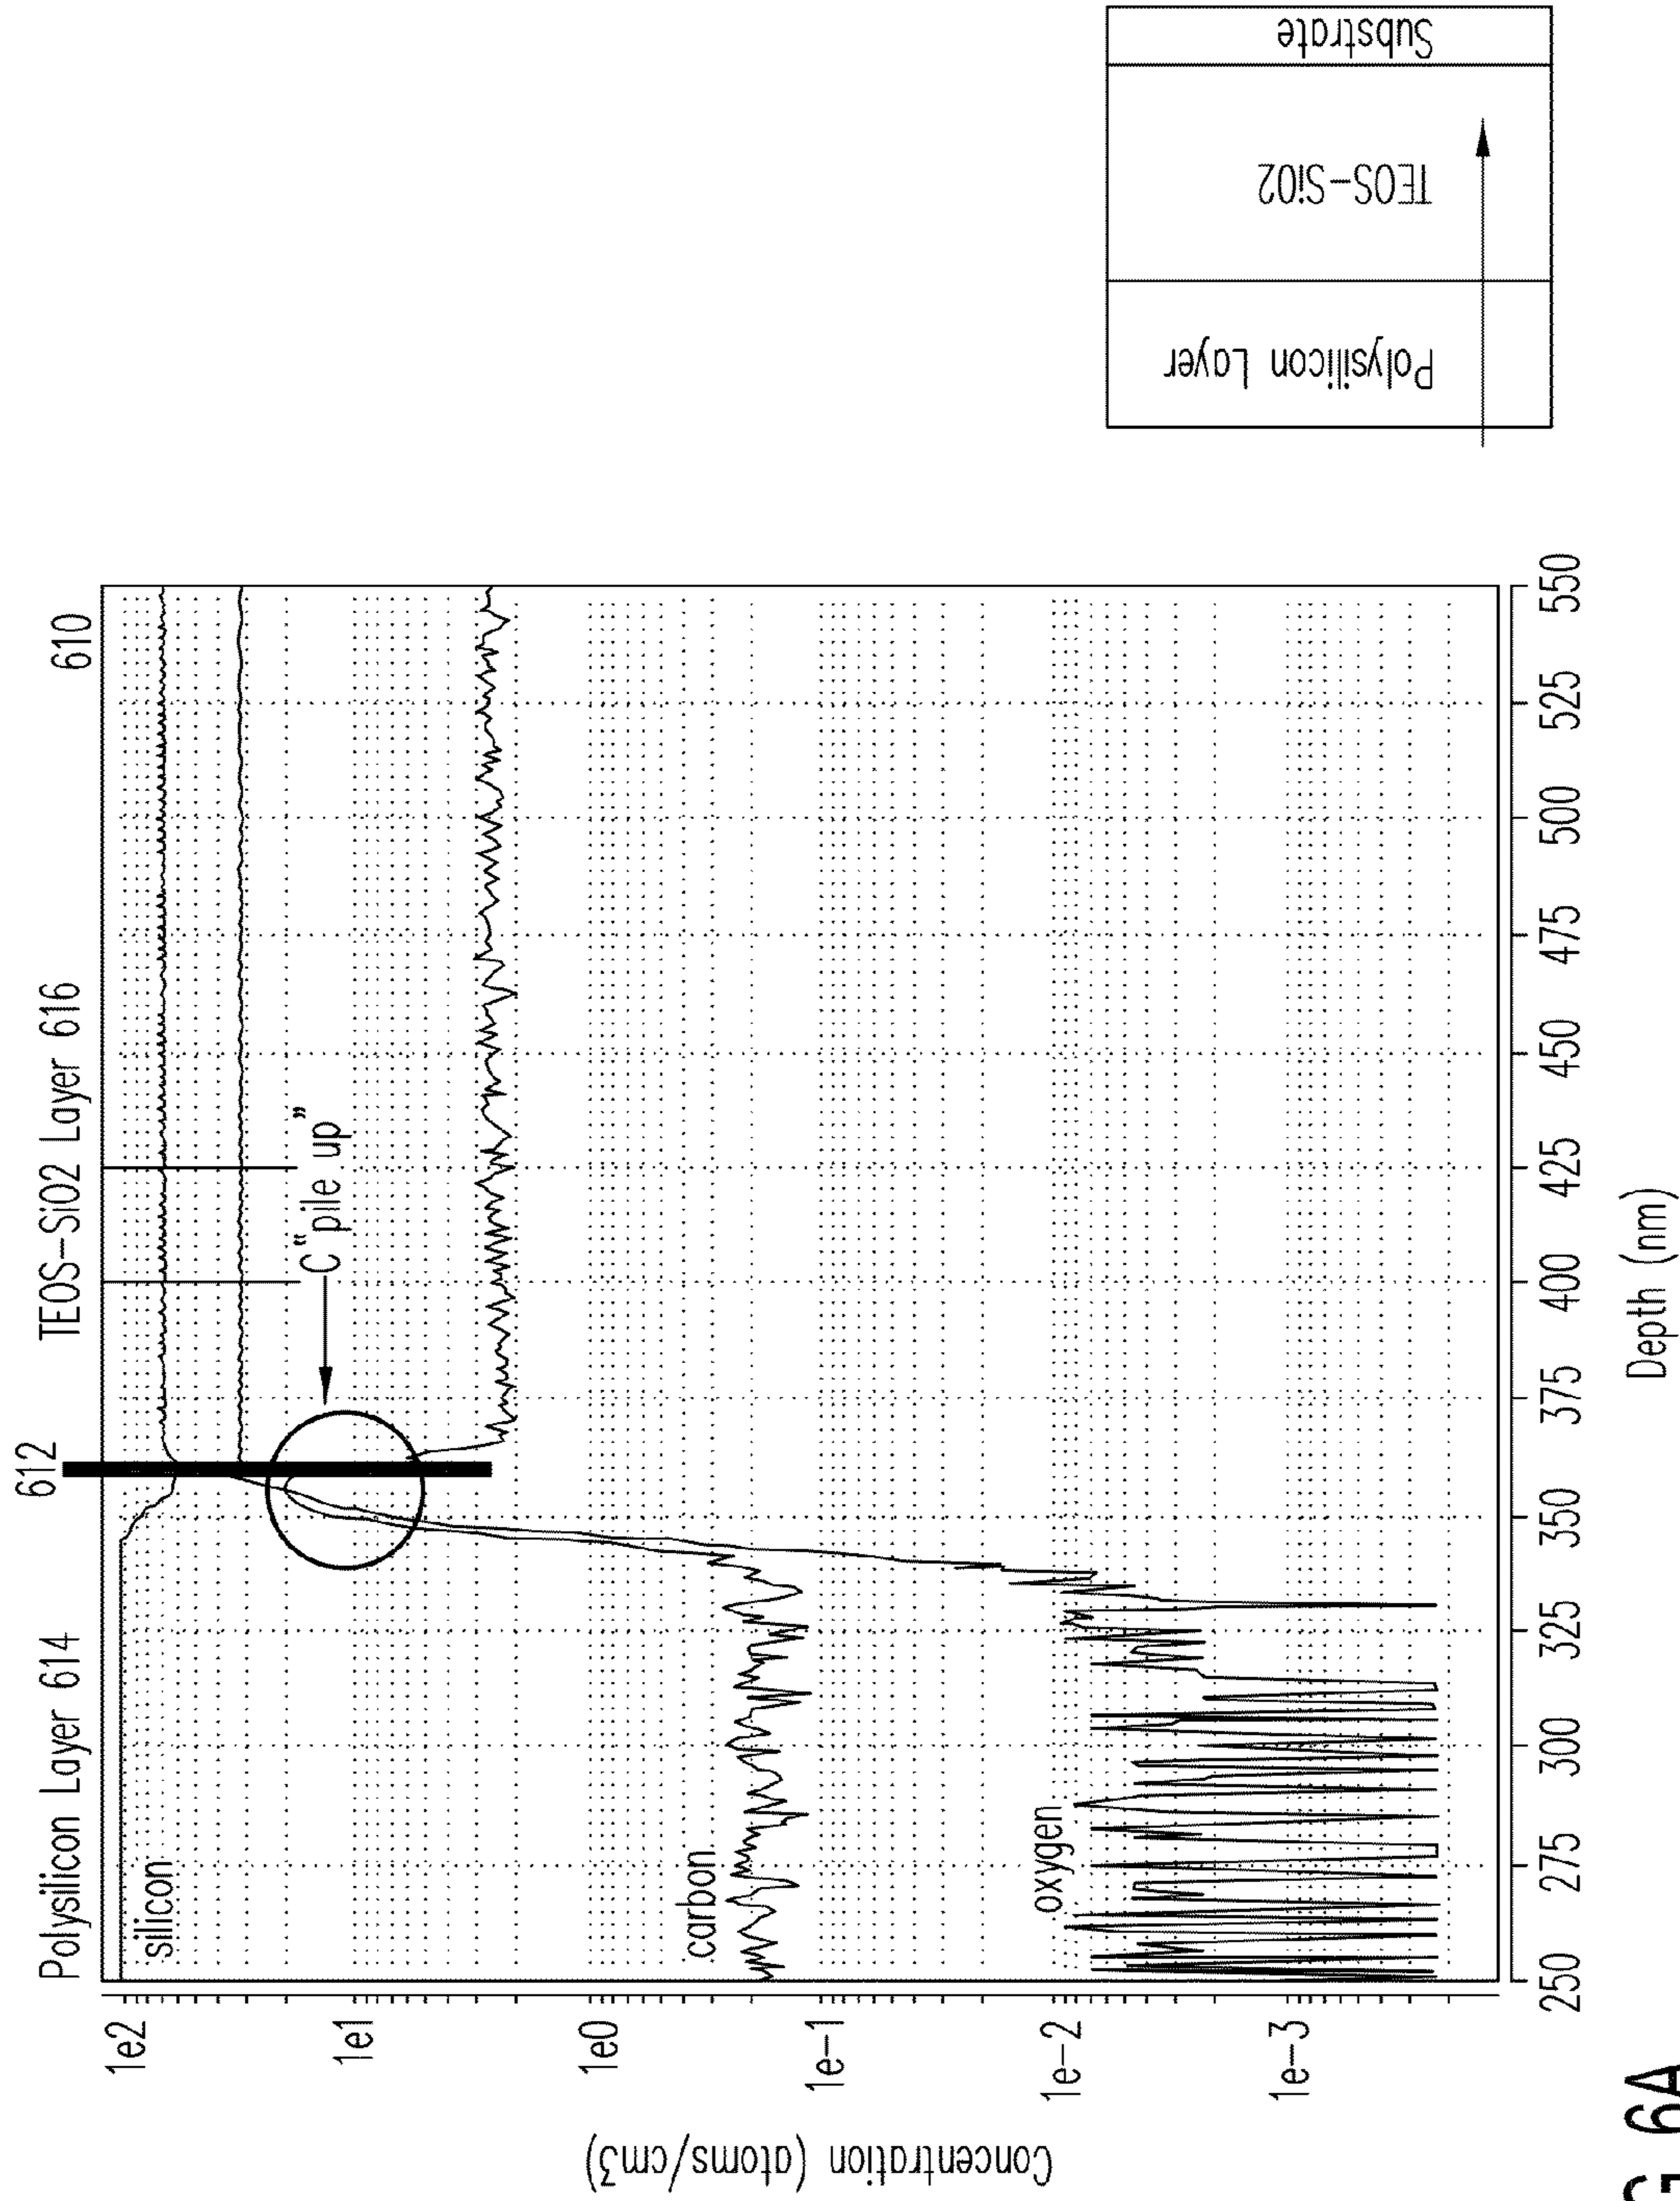 Polysilicon Layer 614
612
TEOS-SiO2 Layer 616
610
silicon
C“pile up”
carbon
oxygen
Concentration (atoms/cm3)
1e2
1e1
1e0
1e-1
1e-2
1e-3
250
275
300
325
350
375
400
425
450
475
500
525
550
Depth (nm)
Polysilicon Layer
TEOS-SiO2
Substrate
6A